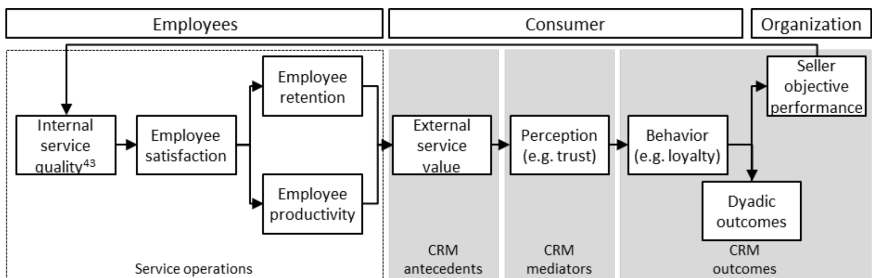 Employees
Consumer
Organization
Employee
retention
Seller
objective
performance
Internal
service
quality⁴³
Employee
satisfaction
External
service
value
Perception
(e.g. trust)
Behavior
(e.g. loyalty)
Employee
productivity
Dyadic
outcomes
Service operations
CRM
antecedents
CRM
mediators
CRM
outcomes